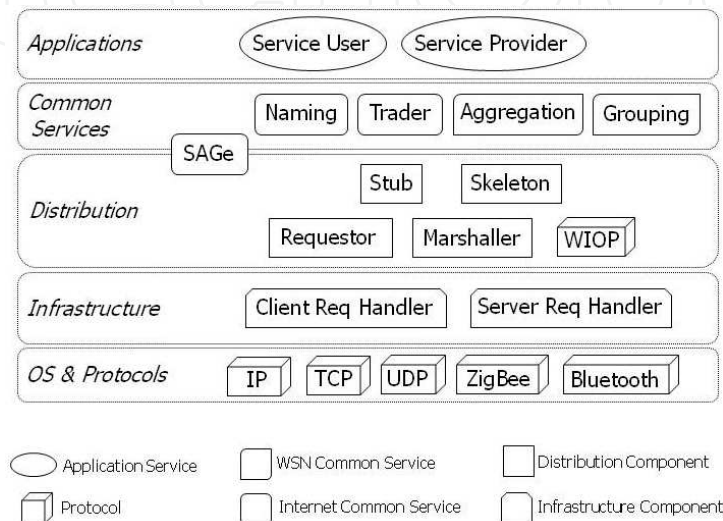 Applications
Service User
Service Provider
Common
Services
Naming
Trader
Aggregation
Grouping
SAGe
Distribution
Stub
Skeleton
Requestor
Marshaller
WIOP
Infrastructure
Client Req Handler
Server Req Handler
OS & Protocols
IP
TCP
UDP
ZigBee
Bluetooth
Application Service
WSN Common Service
Distribution Component
Protocol
Internet Common Service
Infrastructure Component